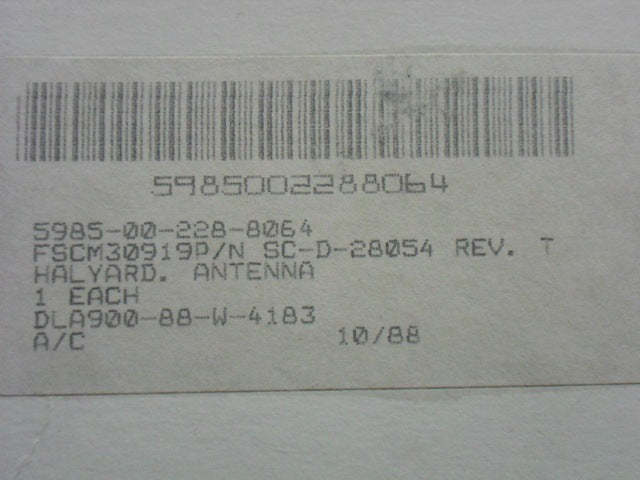 5985002288064
5985-00-228-8064
FSCM30919P/N SC-D-28054 REV. T
HALYARD. ANTENNA
1 EACH
DLA900-88-W-4183
A/C 10/88